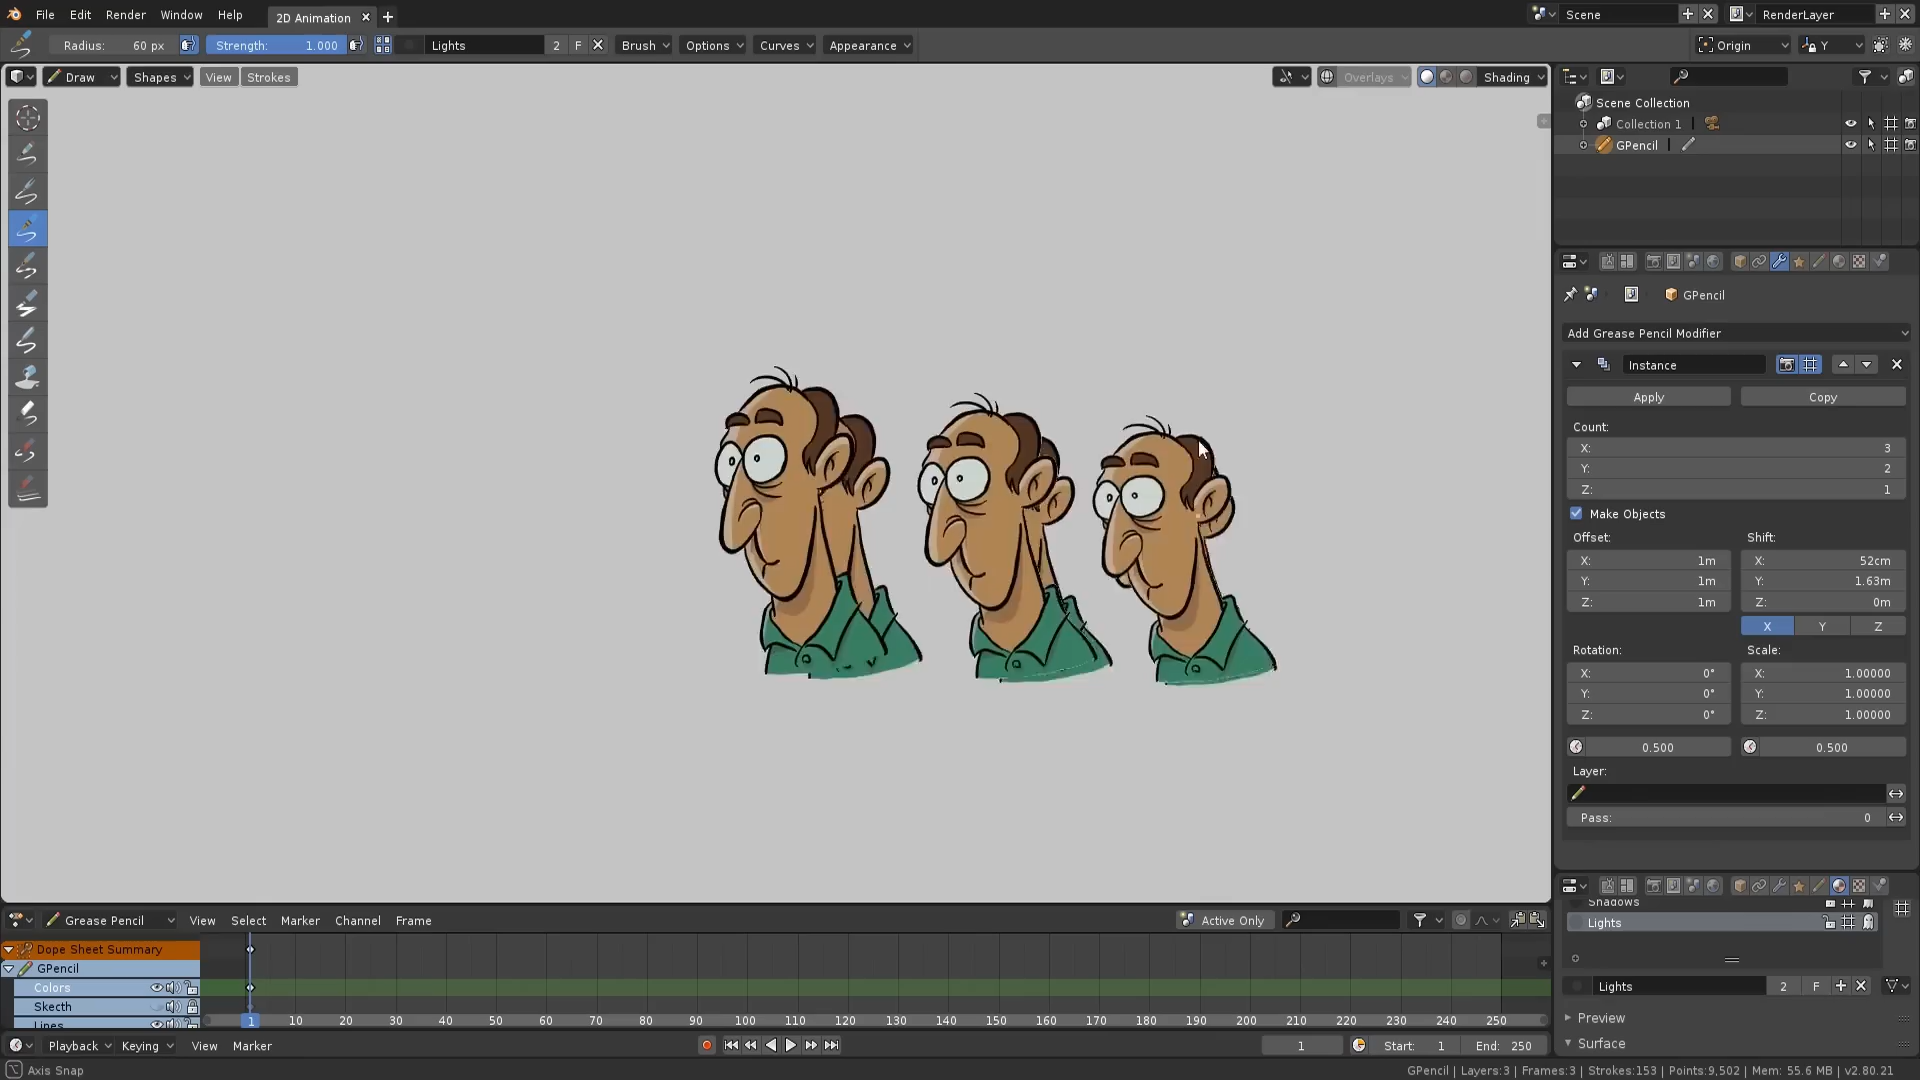 File Edit Render Window Help 2D Animation Scene RenderLayer
Radius: 60 px Strength: 1.000 Lights 2 F Brush Options Curves Appearance Origin Y
Draw Shapes View Strokes Overlays Shading
Scene Collection
Collection 1
GPencil
GPencil
Add Grease Pencil Modifier
Instance
Apply Copy
Count:
X: 3
Y: 2
Z: 1
Make Objects
Offset: Shift:
X: 1m X: 52cm
Y: 1m Y: 1.63m
Z: 1m Z: 0m
X Y Z
Rotation: Scale:
X: 0° X: 1.00000
Y: 0° Y: 1.00000
Z: 0° Z: 1.00000
0.500 0.500
Layer:
Pass: 0
Shadows
Lights
Lights 2 F
Preview
Surface
Grease Pencil View Select Marker Channel Frame Active Only
Dope Sheet Summary
GPencil
Colors
Skecth
Lines
1 10 20 30 40 50 60 70 80 90 100 110 120 130 140 150 160 170 180 190 200 210 220 230 240 250
Playback Keying View Marker 1 Start: 1 End: 250
Axis Snap GPencil | Layers:3 | Frames:3 | Strokes:153 | Points:9,502 | Mem: 55.6 MB | v2.80.21